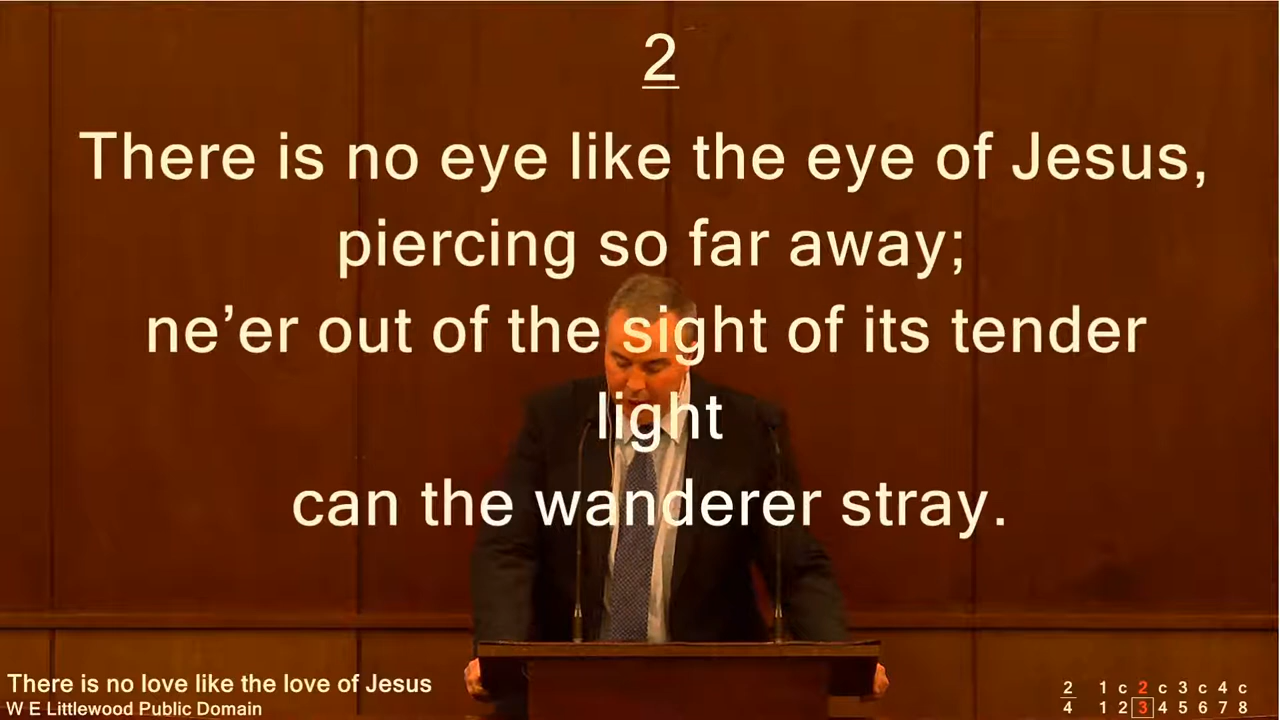 2
There is no eye like the eye of Jesus,
piercing so far away;
ne’er out of the sight of its tender
light
can the wanderer stray.
There is no love like the love of Jesus
W E Littlewood Public Domain
2 1 c 2 c 3 c 4 c
4 1 2 3 4 5 6 7 8